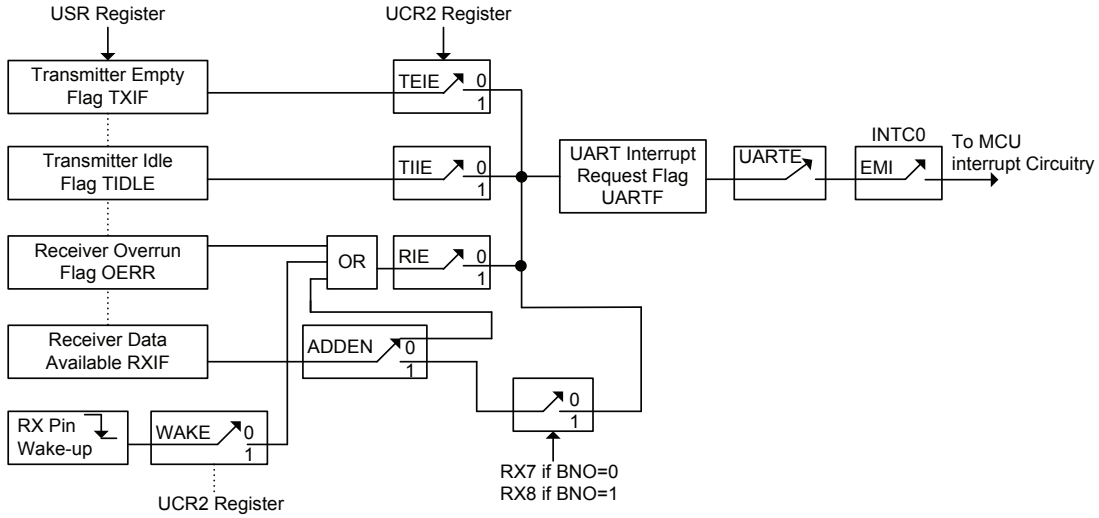 USR Register
UCR2 Register
Transmitter Empty
Flag TXIF
TEIE
0
1
Transmitter Idle
Flag TIDLE
TIIE
0
1
UART Interrupt
Request Flag
UARTF
UARTE
INTC0
EMI
To MCU
interrupt Circuitry
Receiver Overrun
Flag OERR
OR
RIE
0
1
Receiver Data
Available RXIF
ADDEN
0
1
0
1
RX Pin
Wake-up
WAKE
0
1
RX7 if BNO=0
RX8 if BNO=1
UCR2 Register